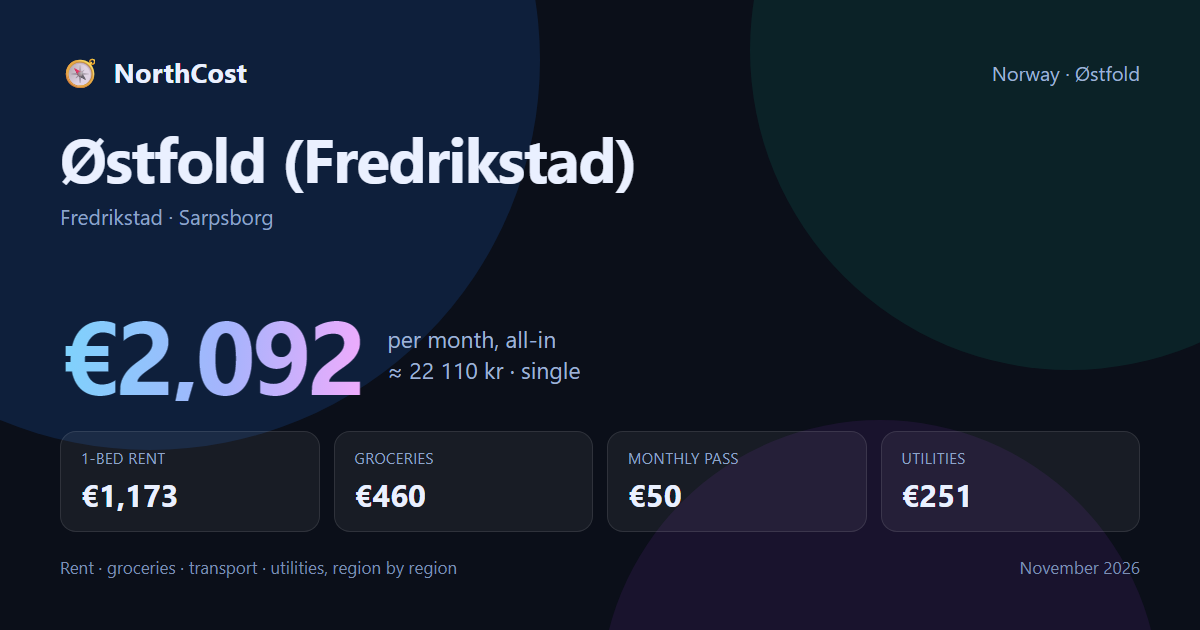 NorthCost
Norway · Østfold
Østfold (Fredrikstad)
Fredrikstad · Sarpsborg
€2,092
per month, all-in
≈ 22 110 kr · single
1-BED RENT
€1,173
GROCERIES
€460
MONTHLY PASS
€50
UTILITIES
€251
Rent · groceries · transport · utilities, region by region
November 2026